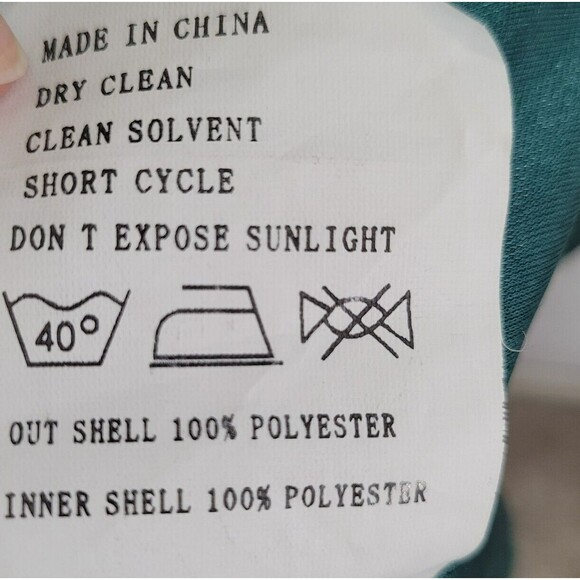 MADE IN CHINA
DRY CLEAN
CLEAN SOLVENT
SHORT CYCLE
DON T EXPOSE SUNLIGHT
40°
OUT SHELL 100% POLYESTER
INNER SHELL 100% POLYESTER